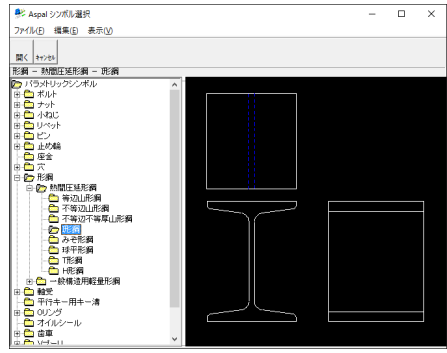 Aspal シンボル選択
ファイル(F) 編集(E) 表示(V)
開く ｷｬﾝｾﾙ
形鋼 － 熱間圧延形鋼 － I形鋼
パラメトリックシンボル
ボルト
ナット
小ねじ
リベット
ピン
止め輪
座金
穴
形鋼
熱間圧延形鋼
等辺山形鋼
不等辺山形鋼
不等辺不等厚山形鋼
I形鋼
みぞ形鋼
球平形鋼
T形鋼
H形鋼
一般構造用軽量形鋼
軸受
平行キー用キー溝
Oリング
オイルシール
歯車
Vプーリ